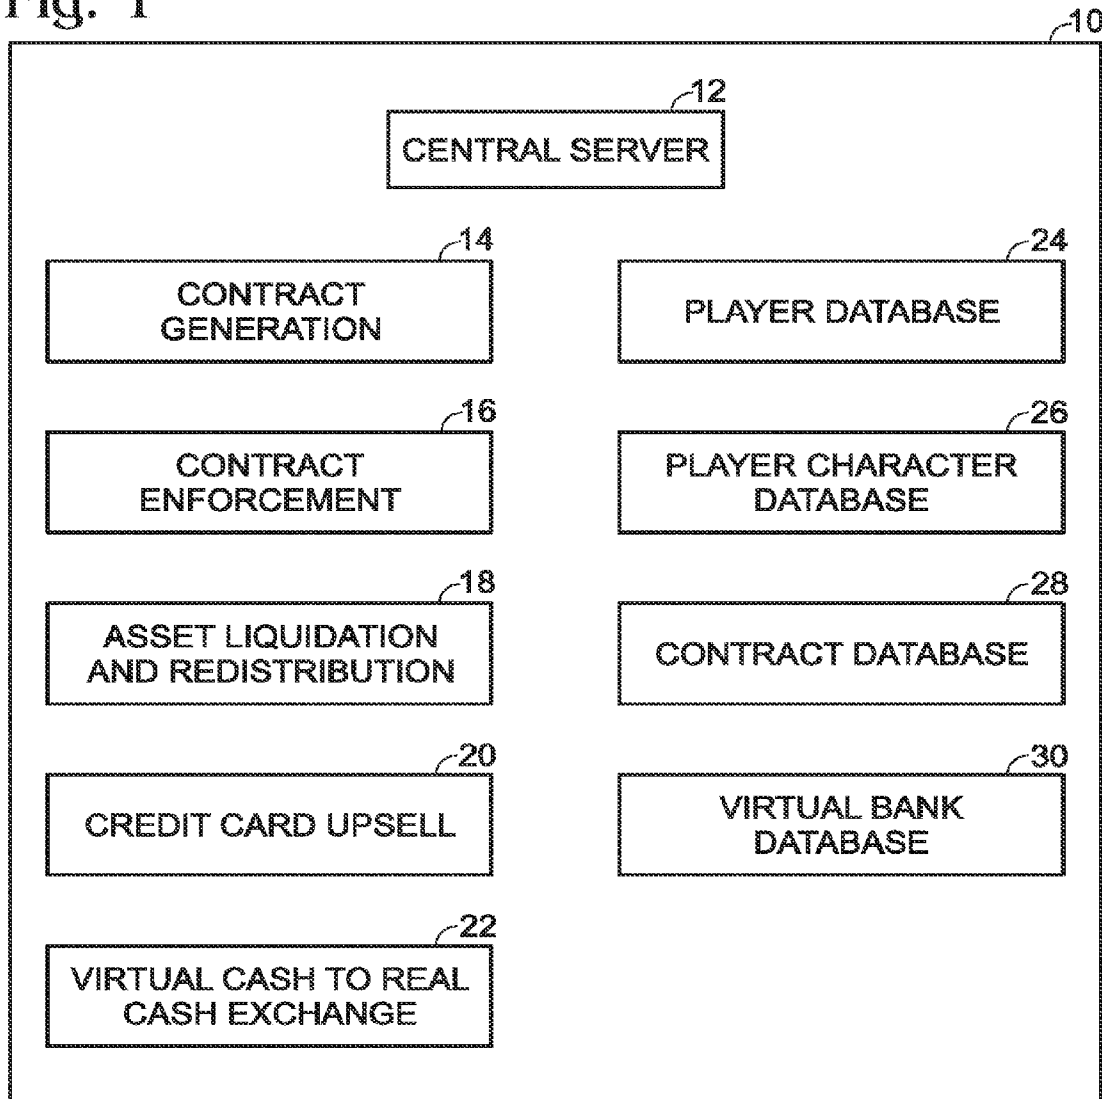 Fig. 1
10
12
CENTRAL SERVER
14
CONTRACT
GENERATION
24
PLAYER DATABASE
16
CONTRACT
ENFORCEMENT
26
PLAYER CHARACTER
DATABASE
18
ASSET LIQUIDATION
AND REDISTRIBUTION
28
CONTRACT DATABASE
20
CREDIT CARD UPSELL
30
VIRTUAL BANK
DATABASE
22
VIRTUAL CASH TO REAL
CASH EXCHANGE